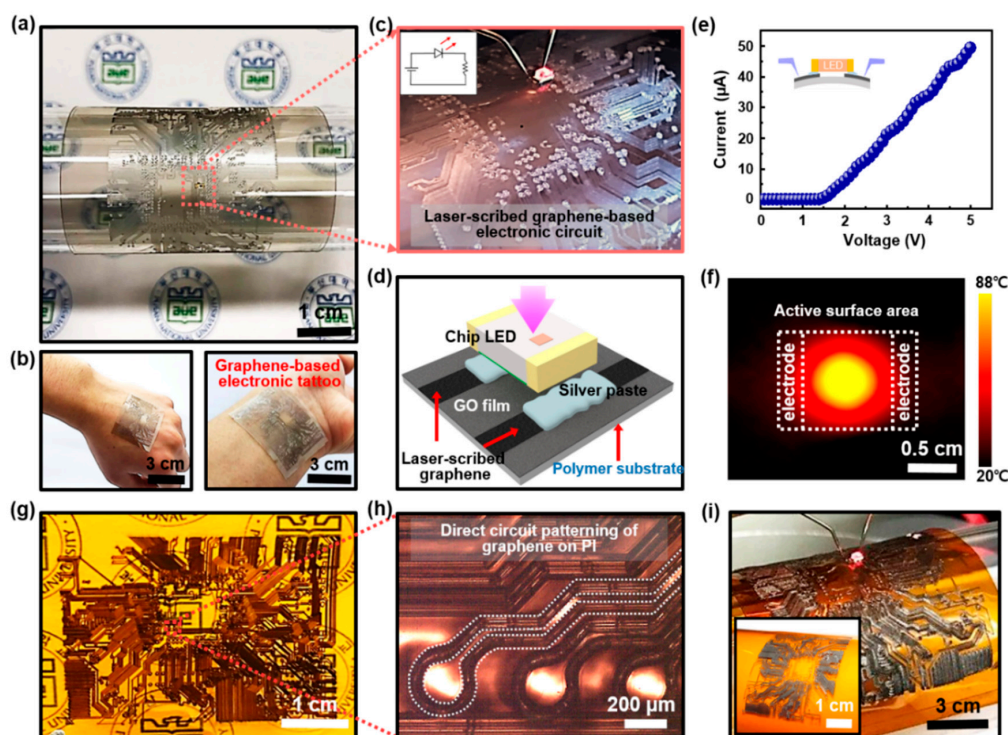 (a)
1 cm
(b)
3 cm
Graphene-based
electronic tattoo
3 cm
(c)
Laser-scribed graphene-based
electronic circuit
(d)
Chip LED
Silver paste
GO film
Laser-scribed
graphene
Polymer substrate
(e)
50
40
30
20
10
0
Current (µA)
LED
0 1 2 3 4 5
Voltage (V)
(f)
88℃
Active surface area
electrode
electrode
0.5 cm
20℃
(g)
1 cm
(h)
Direct circuit patterning of
graphene on PI
200 µm
(i)
1 cm
3 cm